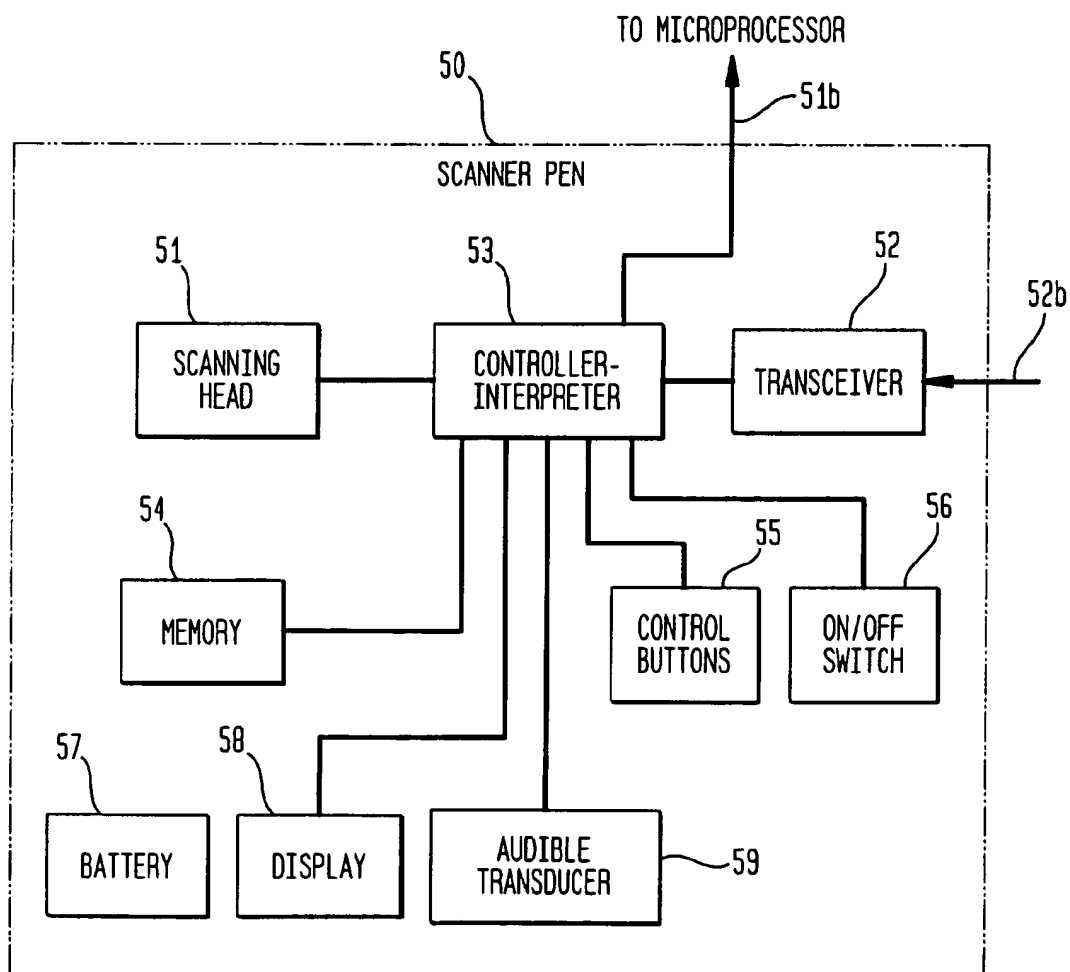 TO MICROPROCESSOR
50
51b
SCANNER PEN
51
53
52
52b
SCANNING
HEAD
CONTROLLER-
INTERPRETER
TRANSCEIVER
54
55
56
MEMORY
CONTROL
BUTTONS
ON/OFF
SWITCH
57
58
BATTERY
DISPLAY
AUDIBLE
TRANSDUCER
59